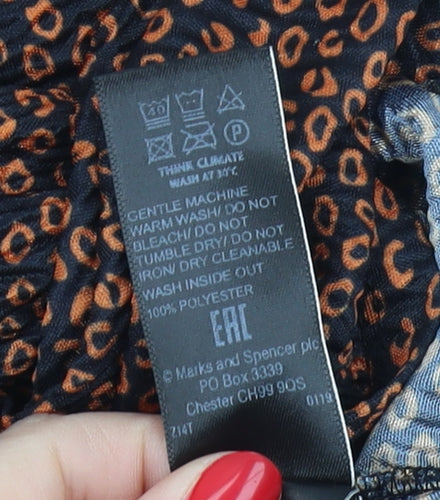 40
P
THINK CLIMATE
WASH AT 30°C
GENTLE MACHINE
WARM WASH/ DO NOT
BLEACH/ DO NOT
TUMBLE DRY/ DO NOT
IRON/ DRY CLEANABLE
WASH INSIDE OUT
100% POLYESTER
EAC
© Marks and Spencer plc
PO Box 3339
Chester CH99 9QS
0119
Z14T